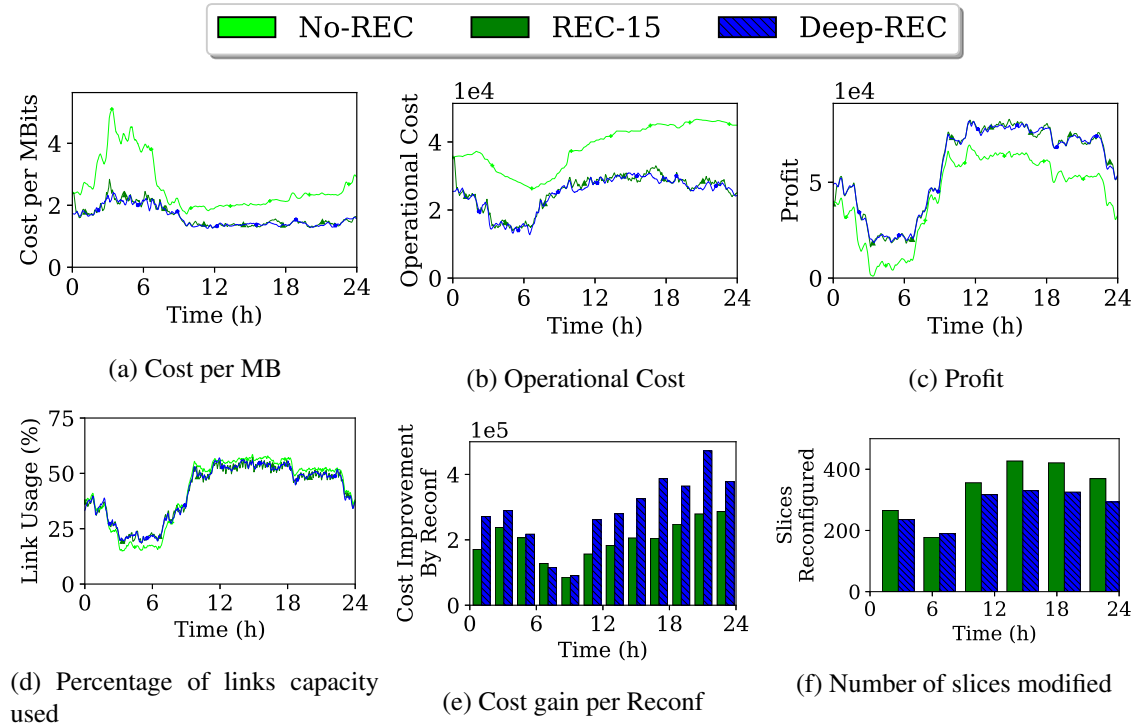 No-REC REC-15 Deep-REC
Cost per MBits
4
2
0
0 6 12 18 24
Time (h)
(a) Cost per MB
1e4
Operational Cost
4
2
0
0 6 12 18 24
Time (h)
(b) Operational Cost
1e4
Profit
5
0
0 6 12 18 24
Time (h)
(c) Profit
Link Usage (%)
75
50
25
0
0 6 12 18 24
Time (h)
(d) Percentage of links capacity
used
1e5
Cost Improvement
By Reconf
4
2
0
0 6 12 18 24
Time (h)
(e) Cost gain per Reconf
Slices
Reconfigured
400
200
0
0 6 12 18 24
Time (h)
(f) Number of slices modified